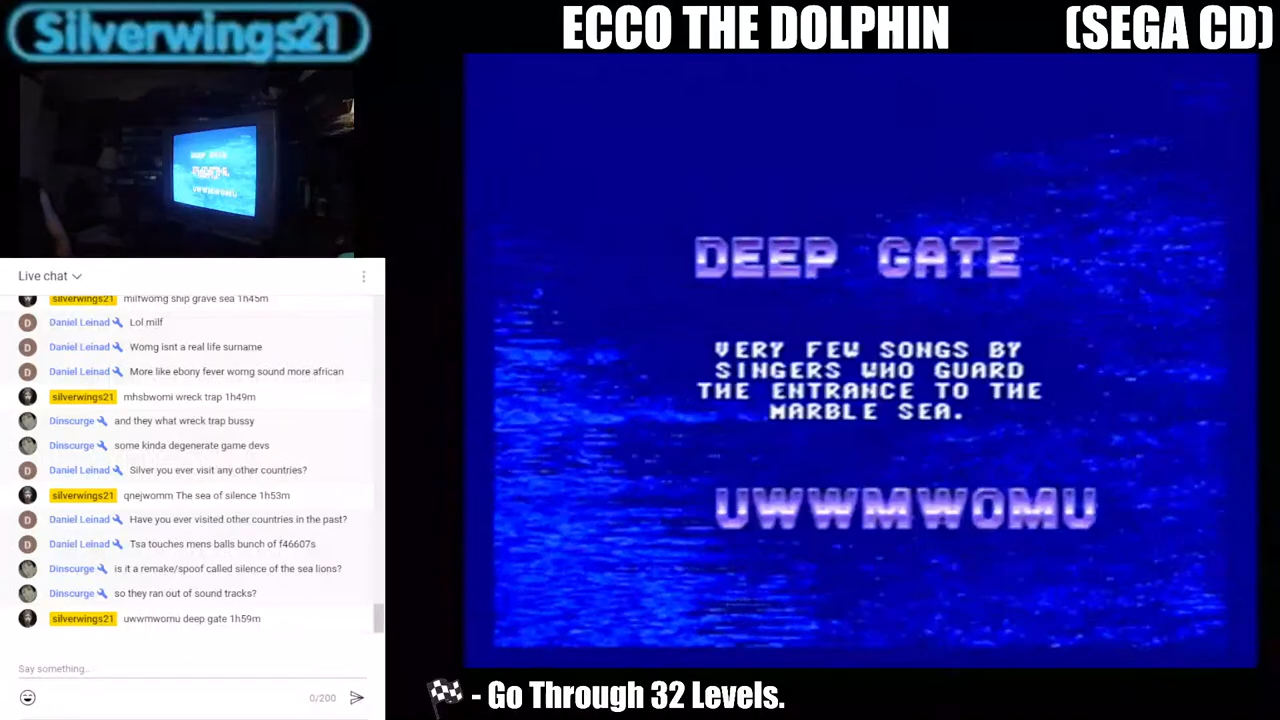 Silverwings21
ECCO THE DOLPHIN (SEGA CD)
DEEP GATE
UWWMWOMU
Live chat
silverwings21 milfwomg ship grave sea 1h45m
D Daniel Leinad Lol milf
D Daniel Leinad Womg isnt a real life surname
D Daniel Leinad More like ebony fever womg sound more african
silverwings21 mhsbwomi wreck trap 1h49m
Dinscurge and they what wreck trap bussy
Dinscurge some kinda degenerate game devs
D Daniel Leinad Silver you ever visit any other countries?
silverwings21 qnejwomm The sea of silence 1h53m
D Daniel Leinad Have you ever visited other countries in the past?
D Daniel Leinad Tsa touches mens balls bunch of f46607s
Dinscurge is it a remake/spoof called silence of the sea lions?
Dinscurge so they ran out of sound tracks?
silverwings21 uwwmwomu deep gate 1h59m
Say something...
0/200
DEEP GATE
VERY FEW SONGS BY
SINGERS WHO GUARD
THE ENTRANCE TO THE
MARBLE SEA.
UWWMWOMU
- Go Through 32 Levels.